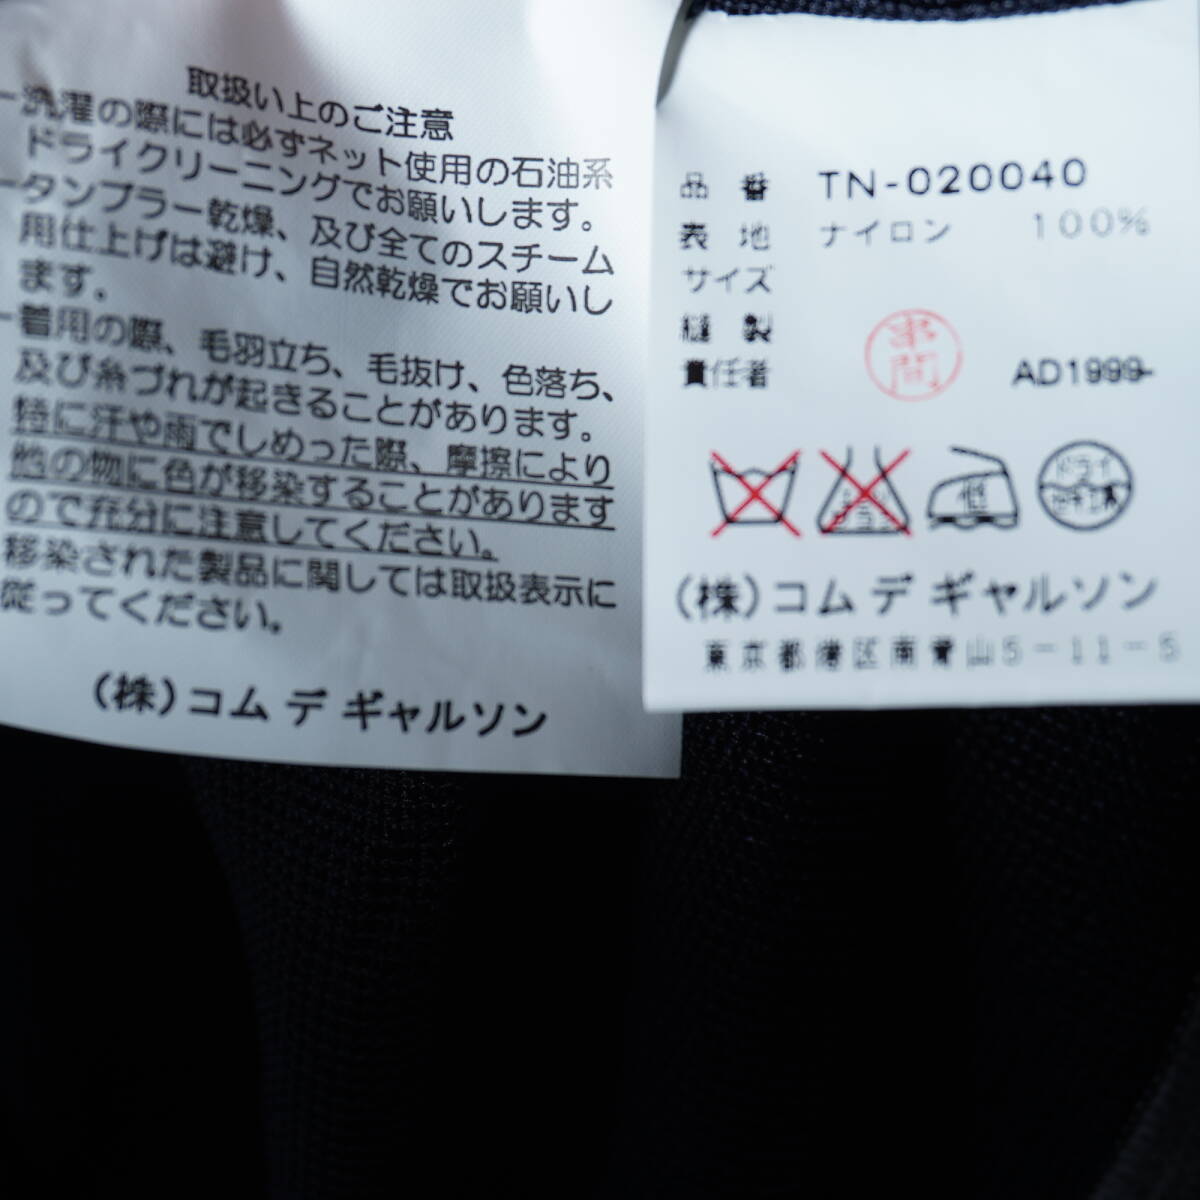 取扱い上のご注意
ー洗濯の際には必ずネット使用の石油系
ドライクリーニングでお願いします。
ータンブラー乾燥、及び全てのスチーム
用仕上げは避け、自然乾燥でお願いし
ます。
ー着用の際、毛羽立ち、毛抜け、色落ち、
及び糸づれが起きることがあります。
特に汗や雨でしめった際、摩擦により
他の物に色が移染することがあります
ので充分に注意してください。
移染された製品に関しては取扱表示に
従ってください。
(株)コム デ ギャルソン
品 番 TN-020040
表 地 ナイロン 100%
サイズ
縫 製
責任者 AD1999
低
ドライ
セキユ系
(株)コム デ ギャルソン
東京都港区南青山5-11-5